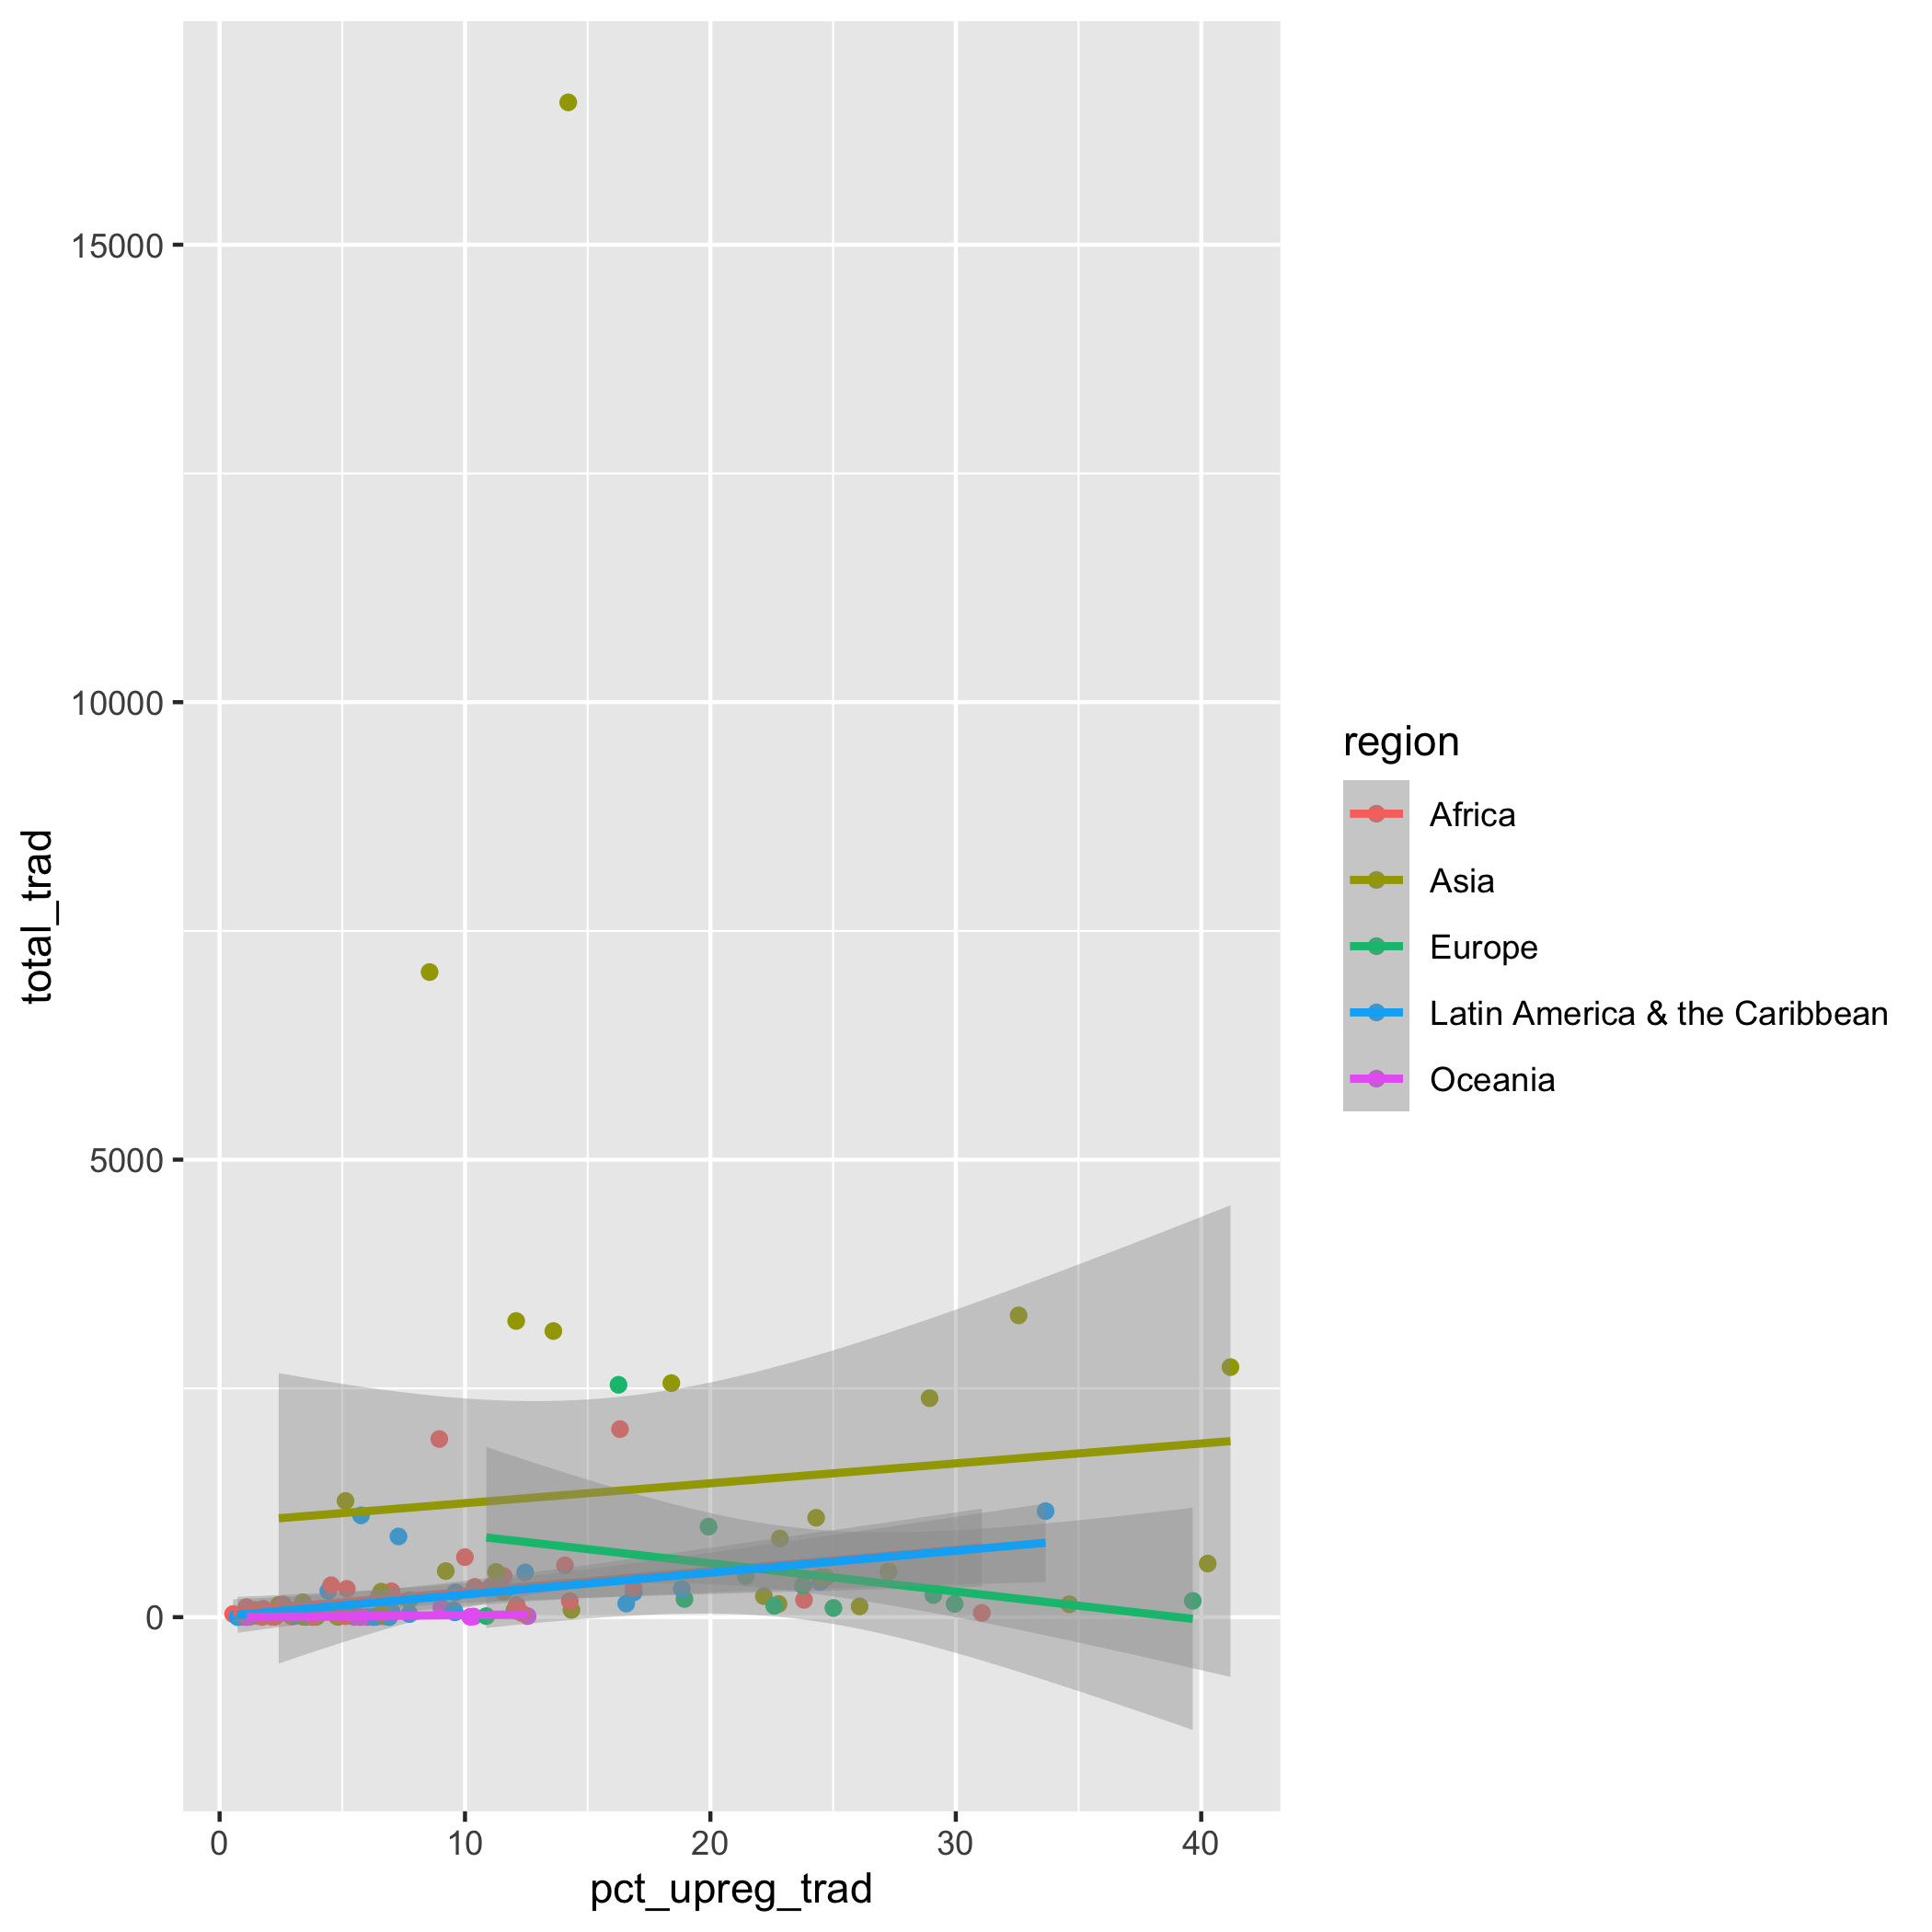 15000
10000
5000
0
total_trad
0 10 20 30 40
pct_upreg_trad
region
Africa
Asia
Europe
Latin America & the Caribbean
Oceania